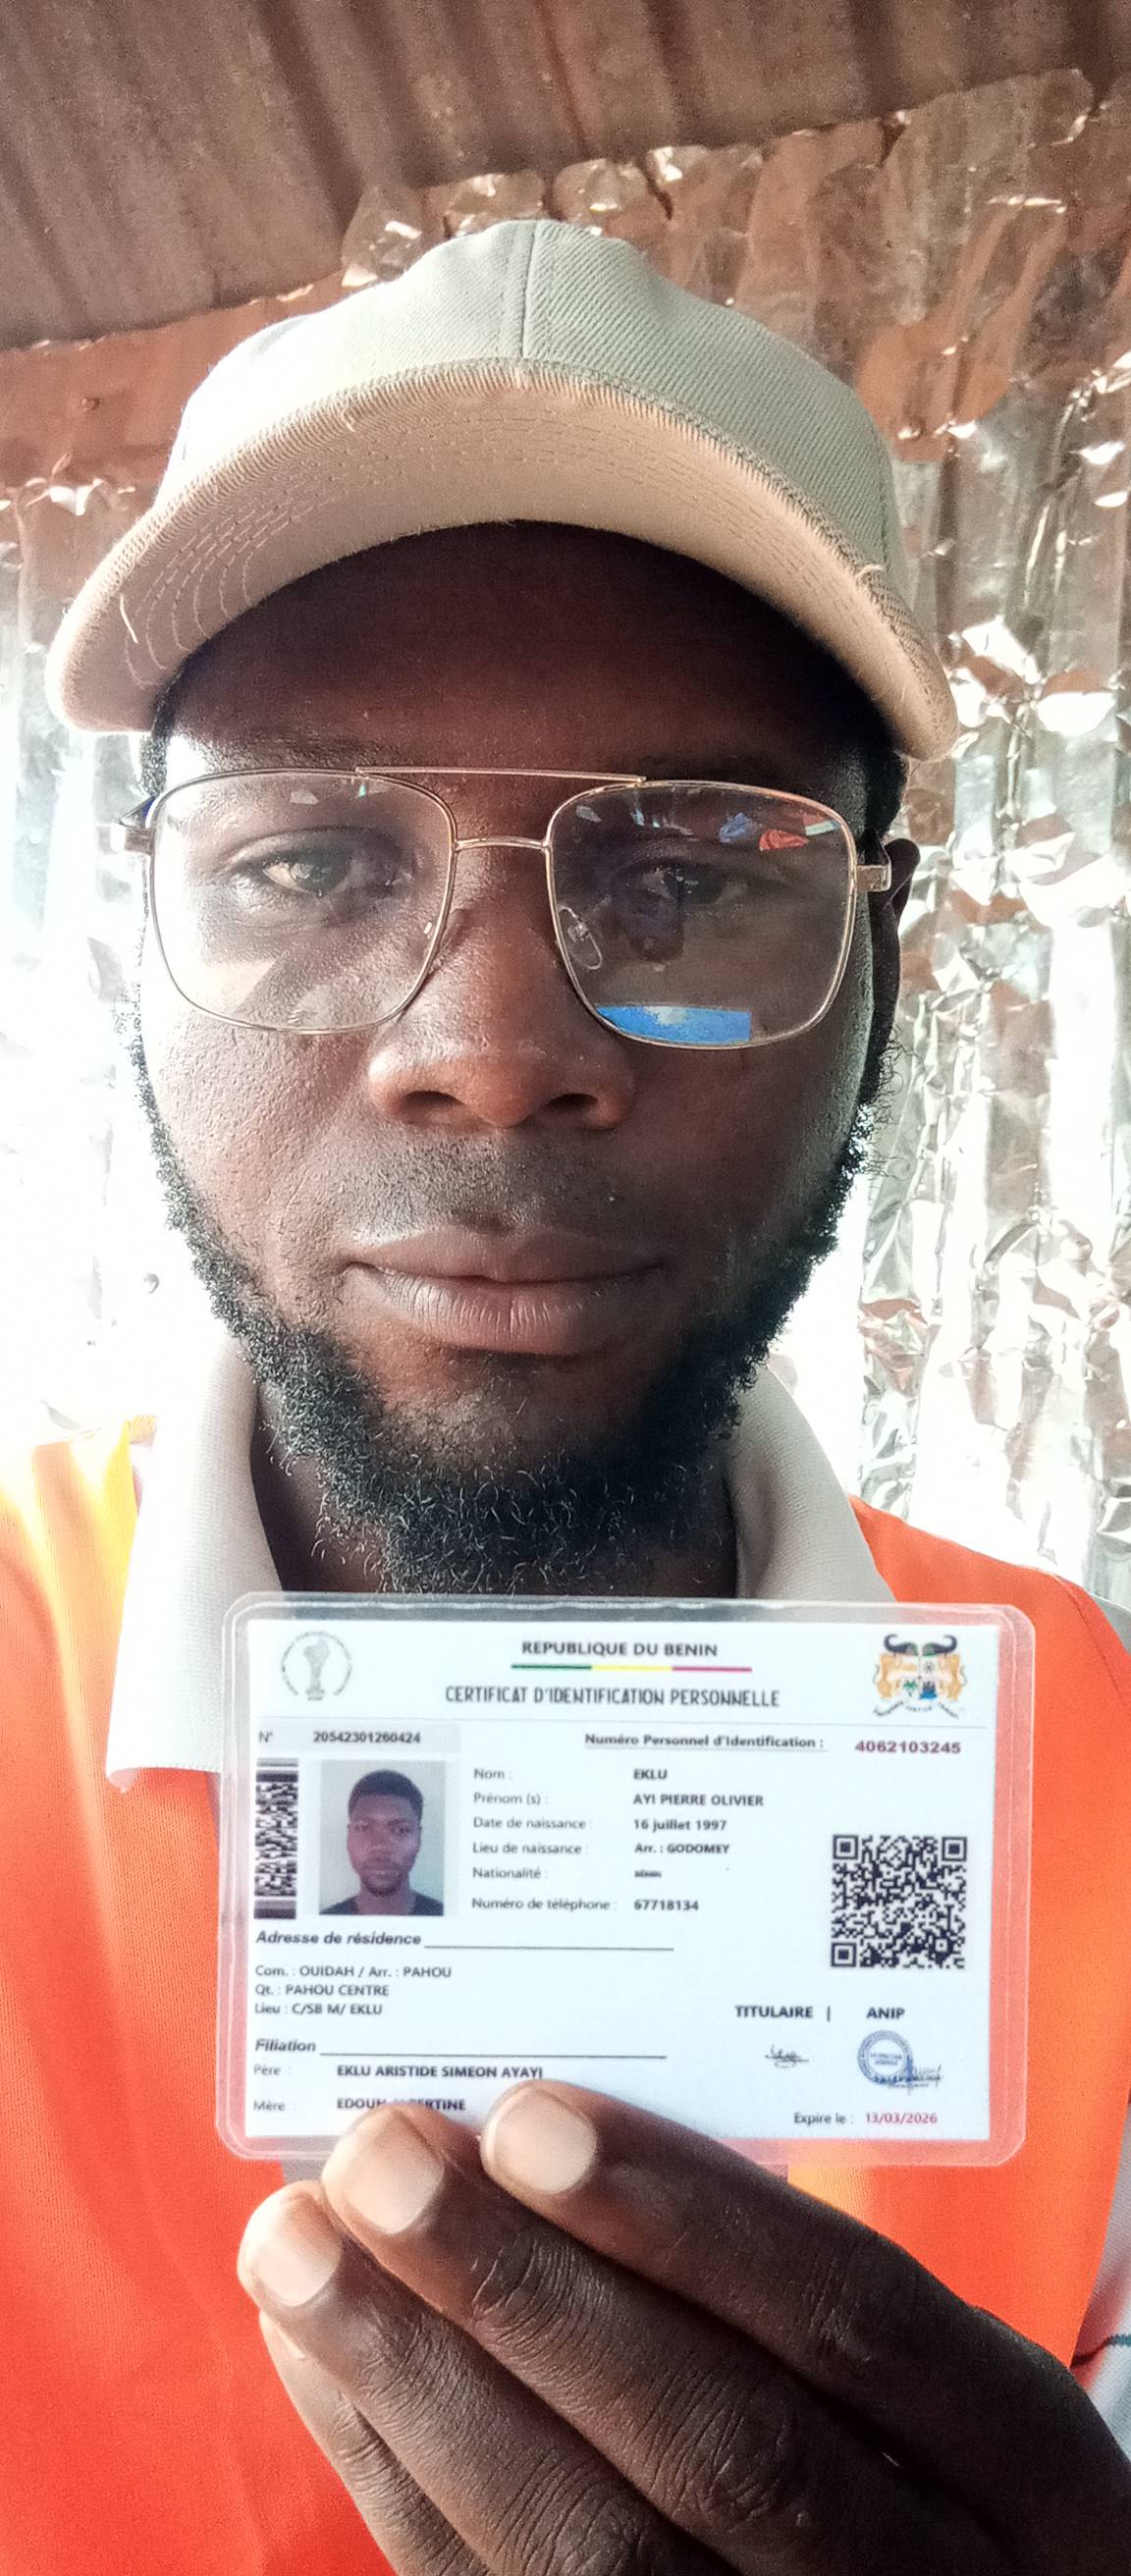 REPUBLIQUE DU BENIN
CERTIFICAT D'IDENTIFICATION PERSONNELLE
N° 20542301260424 Numéro Personnel d'Identification : 4062103245
Nom : EKLU
Prénom (s) : AYI PIERRE OLIVIER
Date de naissance : 16 juillet 1997
Lieu de naissance : Arr. : GODOMEY
Nationalité : BÉNIN
Numéro de téléphone : 67718134
Adresse de résidence
Com. : OUIDAH / Arr. : PAHOU
Qt. : PAHOU CENTRE
Lieu : C/SB M/ EKLU
TITULAIRE | ANIP
Filiation
Père : EKLU ARISTIDE SIMEON AYAYI
Mère :
Expire le : 13/03/2026